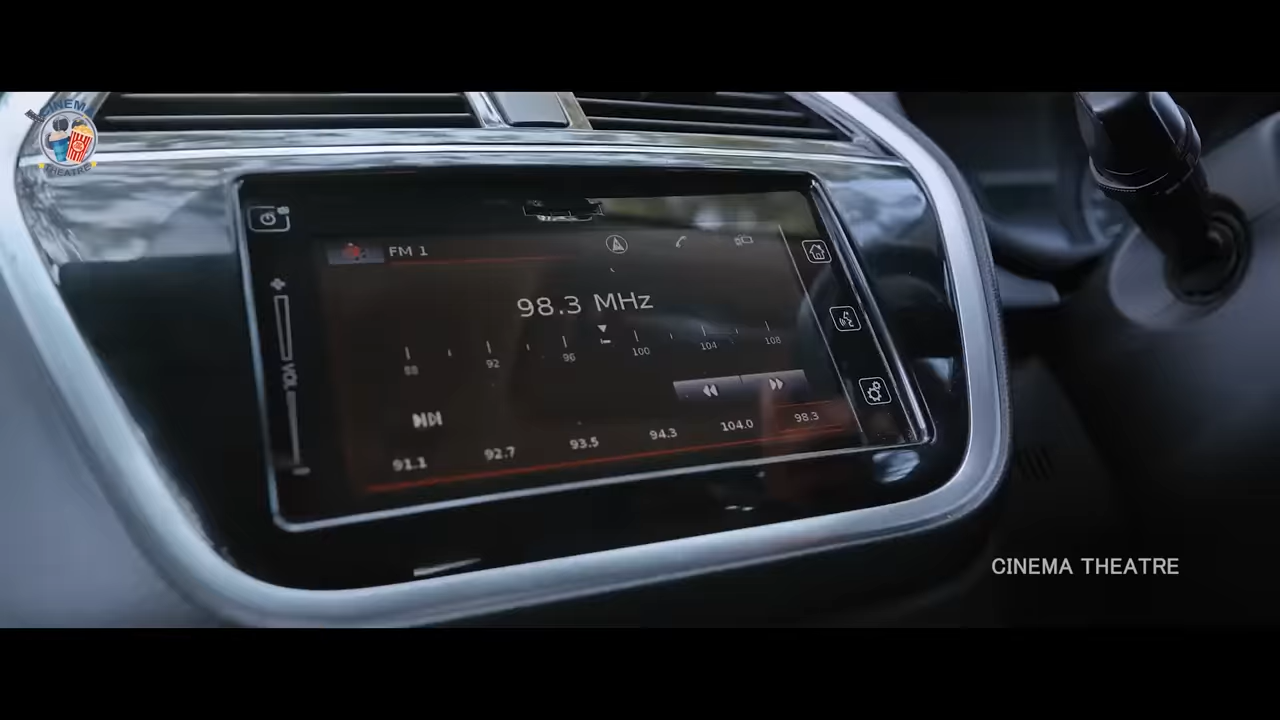 CINEMA
THEATRE
FM 1
98.3 MHz
88 92 96 100 104 108
VOL
91.1 92.7 93.5 94.3 104.0 98.3
CINEMA THEATRE